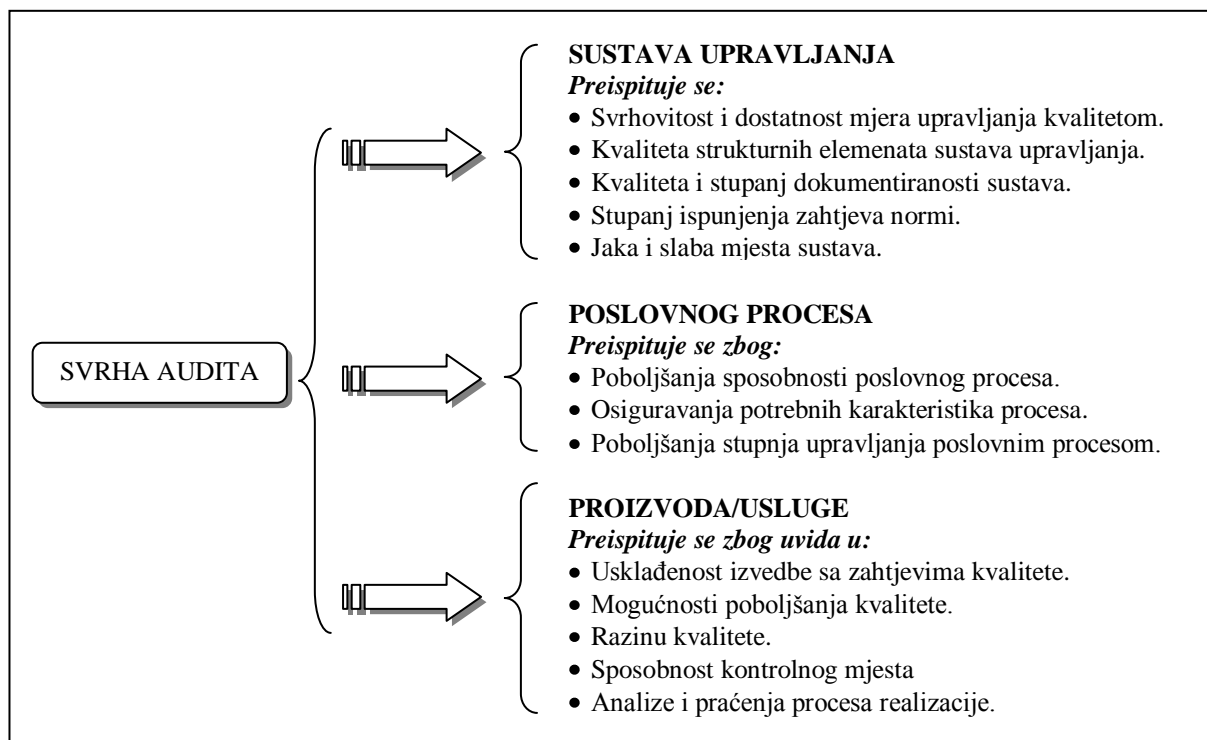 SVRHA AUDITA
SUSTAVA UPRAVLJANJA
Preispituje se:
• Svrhovitost i dostatnost mjera upravljanja kvalitetom.
• Kvaliteta strukturnih elemenata sustava upravljanja.
• Kvaliteta i stupanj dokumentiranosti sustava.
• Stupanj ispunjenja zahtjeva normi.
• Jaka i slaba mjesta sustava.
POSLOVNOG PROCESA
Preispituje se zbog:
• Poboljšanja sposobnosti poslovnog procesa.
• Osiguravanja potrebnih karakteristika procesa.
• Poboljšanja stupnja upravljanja poslovnim procesom.
PROIZVODA/USLUGE
Preispituje se zbog uvida u:
• Usklađenost izvedbe sa zahtjevima kvalitete.
• Mogućnosti poboljšanja kvalitete.
• Razinu kvalitete.
• Sposobnost kontrolnog mjesta
• Analize i praćenja procesa realizacije.